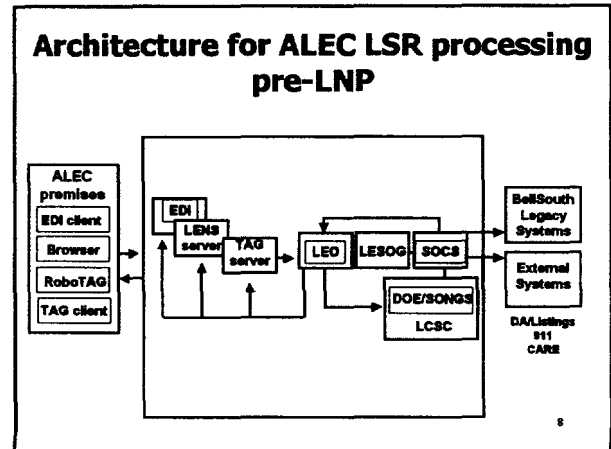 Architecture for ALEC LSR processing
pre-LNP
ALEC
premises
EDI client
Browser
RoboTAG
TAG client
EDI
LENS
server
TAG
server
LEO
LESOG
SOCS
DOE/SONGS
LCSC
BellSouth
Legacy
Systems
External
Systems
DA/Listings
911
CARE
8